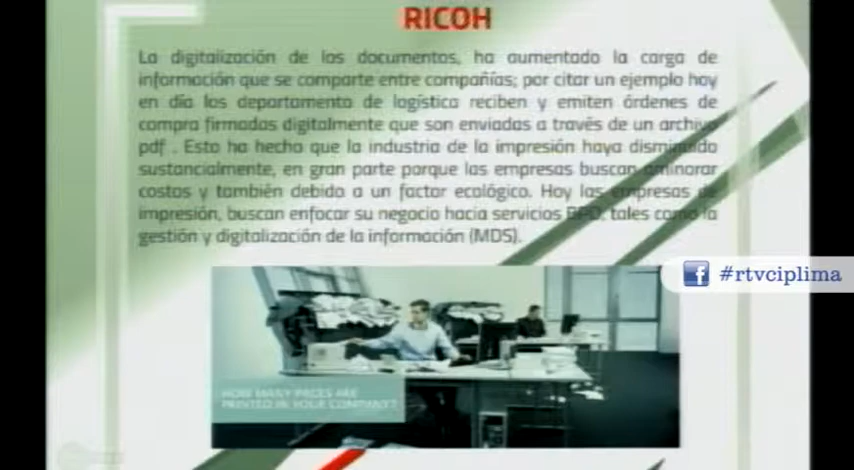 RICOH
La digitalización de los documentos, ha aumentado la carga de
información que se comparte entre compañías; por citar un ejemplo hoy
en día los departamento de logística reciben y emiten órdenes de
compra firmadas digitalmente que son enviadas a través de un archivo
pdf . Esto ha hecho que la industria de la impresión haya disminuido
sustancialmente, en gran parte porque las empresas buscan aminorar
costos y también debido a un factor ecológico. Hoy las empresas de
impresión, buscan enfocar su negocio hacia servicios BPO, tales como la
gestión y digitalización de la información (MDS).
#rtvciplima
HOW MANY PAGES ARE
PRINTED IN YOUR COMPANY?